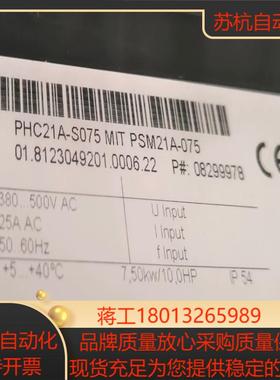 苏杭自动
PHC21A-S075 MIT PSM21A-075
01.8123049201.0006.22 P#: 08299978
CE
380...500V AC U Input
25A AC I Input
50..60Hz f Input
+5...+40°C 7,50kw/10,0HP IP 54
蒋工18013265989
自动化 品牌质量放心采购质量保
开票 现货充足为您提供稳定的